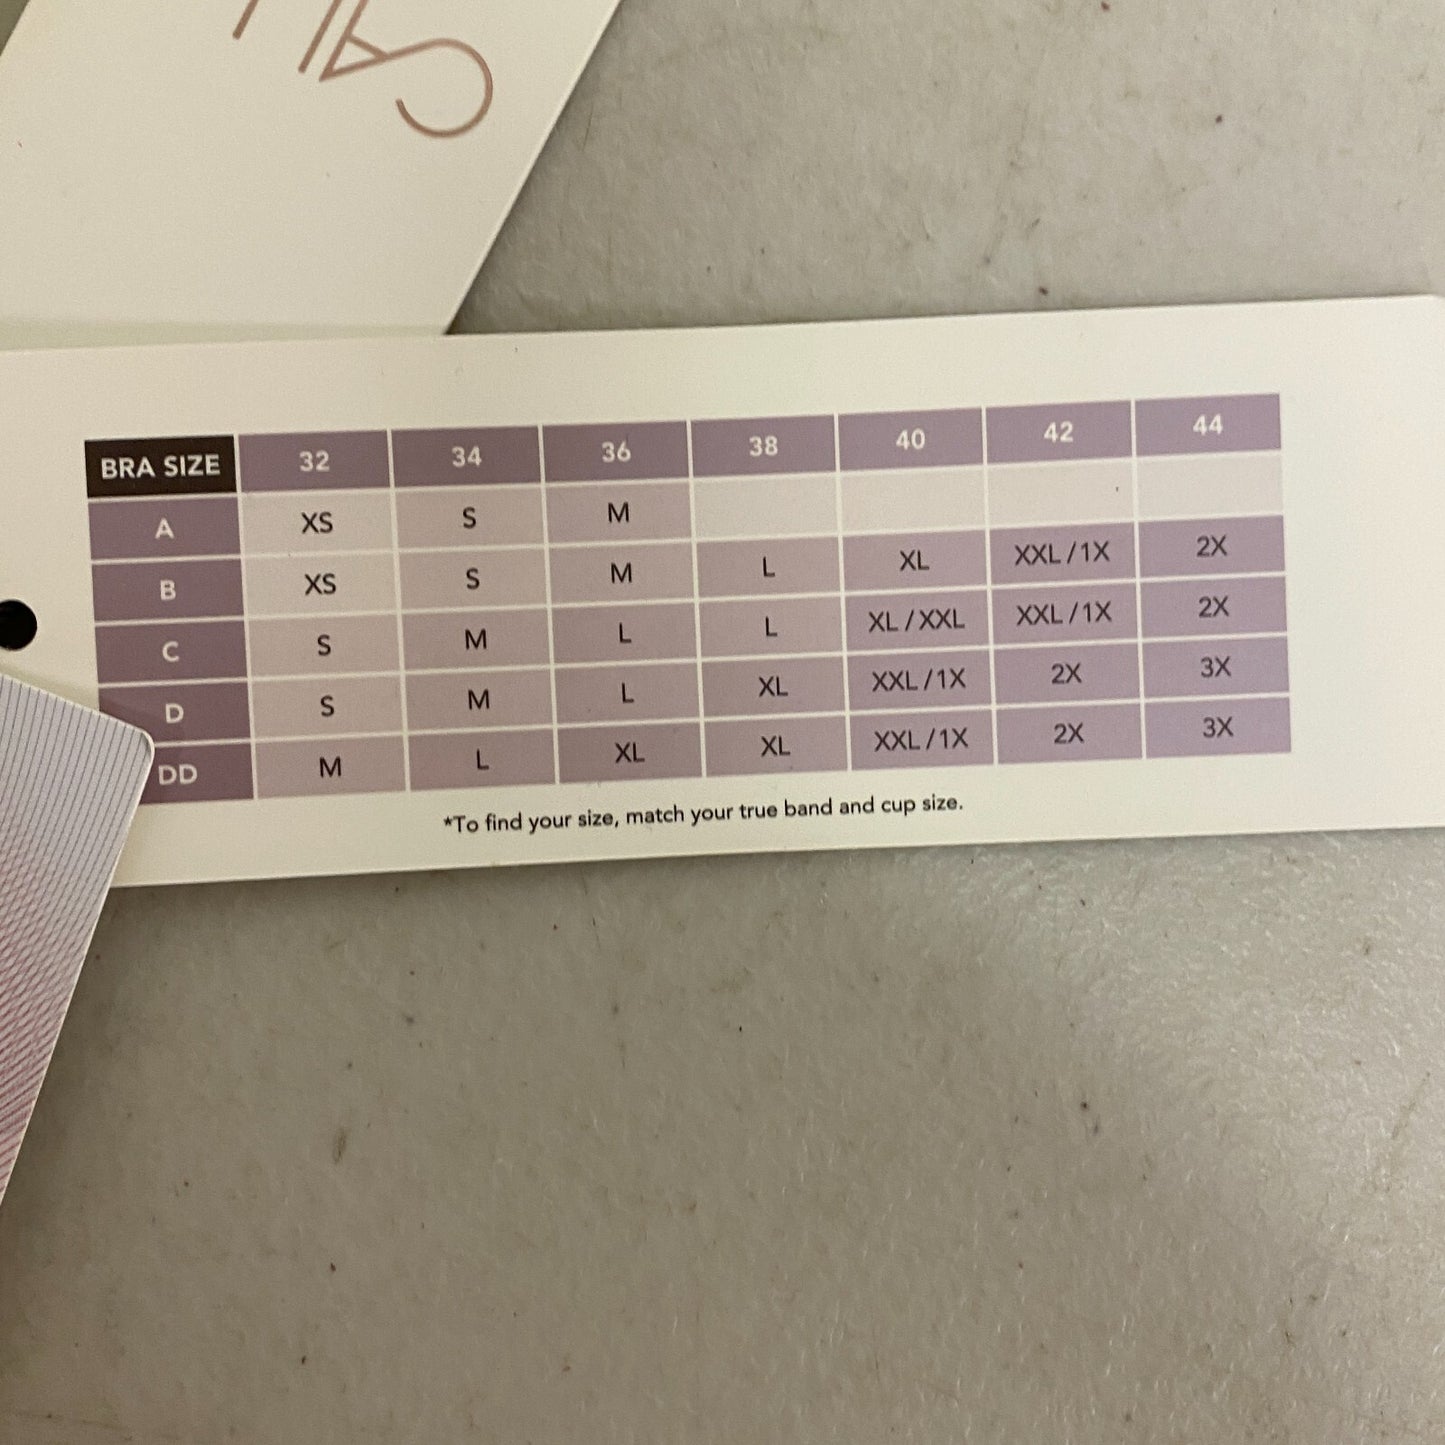 BRA SIZE 32 34 36 38 40 42 44
A XS S M
B XS S M L XL XXL/1X 2X
C S M L L XL/XXL XXL/1X 2X
D S M L XL XXL/1X 2X 3X
DD M L XL XL XXL/1X 2X 3X
*To find your size, match your true band and cup size.